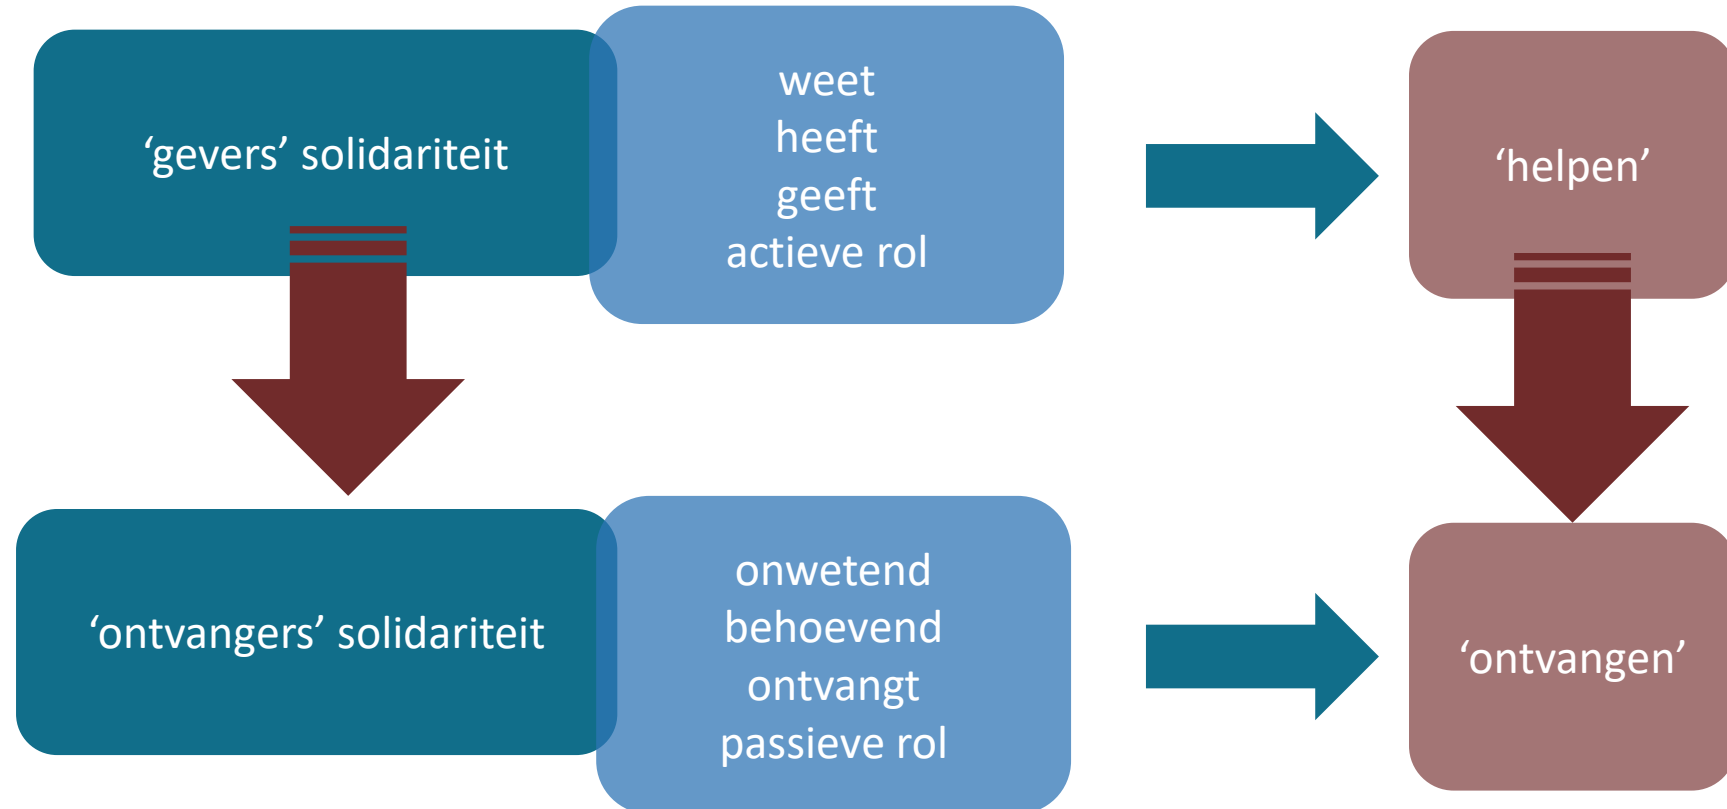 ‘gevers’ solidariteit
weet
heeft
geeft
actieve rol
‘helpen’
‘ontvangers’ solidariteit
onwetend
behoevend
ontvangt
passieve rol
‘ontvangen’